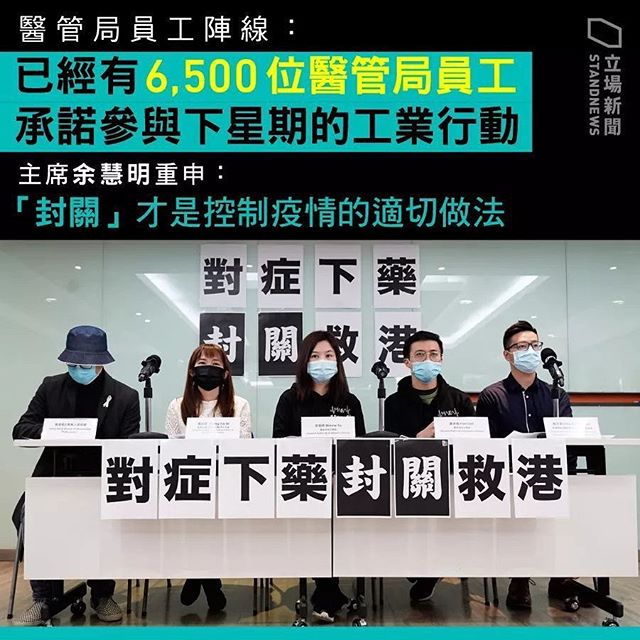 醫管局員工陣線：
立場新聞
STANDNEWS
已經有6,500位醫管局員工
承諾參與下星期的工業行動
主席余慧明重申：
「封關」才是控制疫情的適切做法
對症下藥
封關救港
對症下藥封關救港